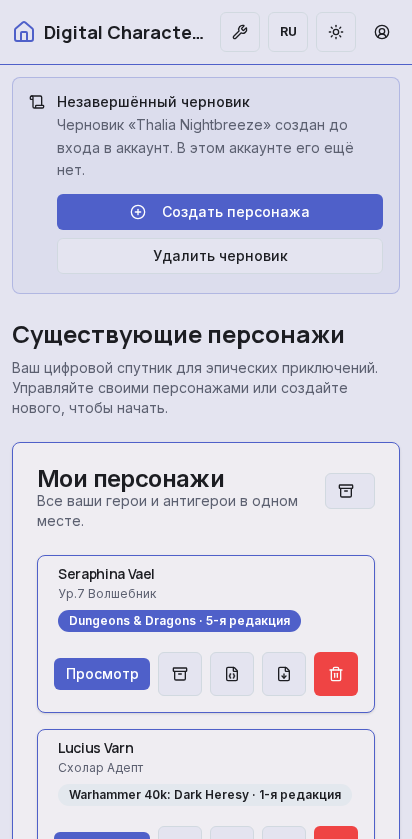 Digital Characte…
RU
Незавершённый черновик
Черновик «Thalia Nightbreeze» создан до
входа в аккаунт. В этом аккаунте его ещё
нет.
Создать персонажа
Удалить черновик
Существующие персонажи
Ваш цифровой спутник для эпических приключений.
Управляйте своими персонажами или создайте
нового, чтобы начать.
Мои персонажи
Все ваши герои и антигерои в одном
месте.
Seraphina Vael
Ур.7 Волшебник
Dungeons & Dragons · 5-я редакция
Просмотр
Lucius Varn
Схолар Адепт
Warhammer 40k: Dark Heresy · 1-я редакция